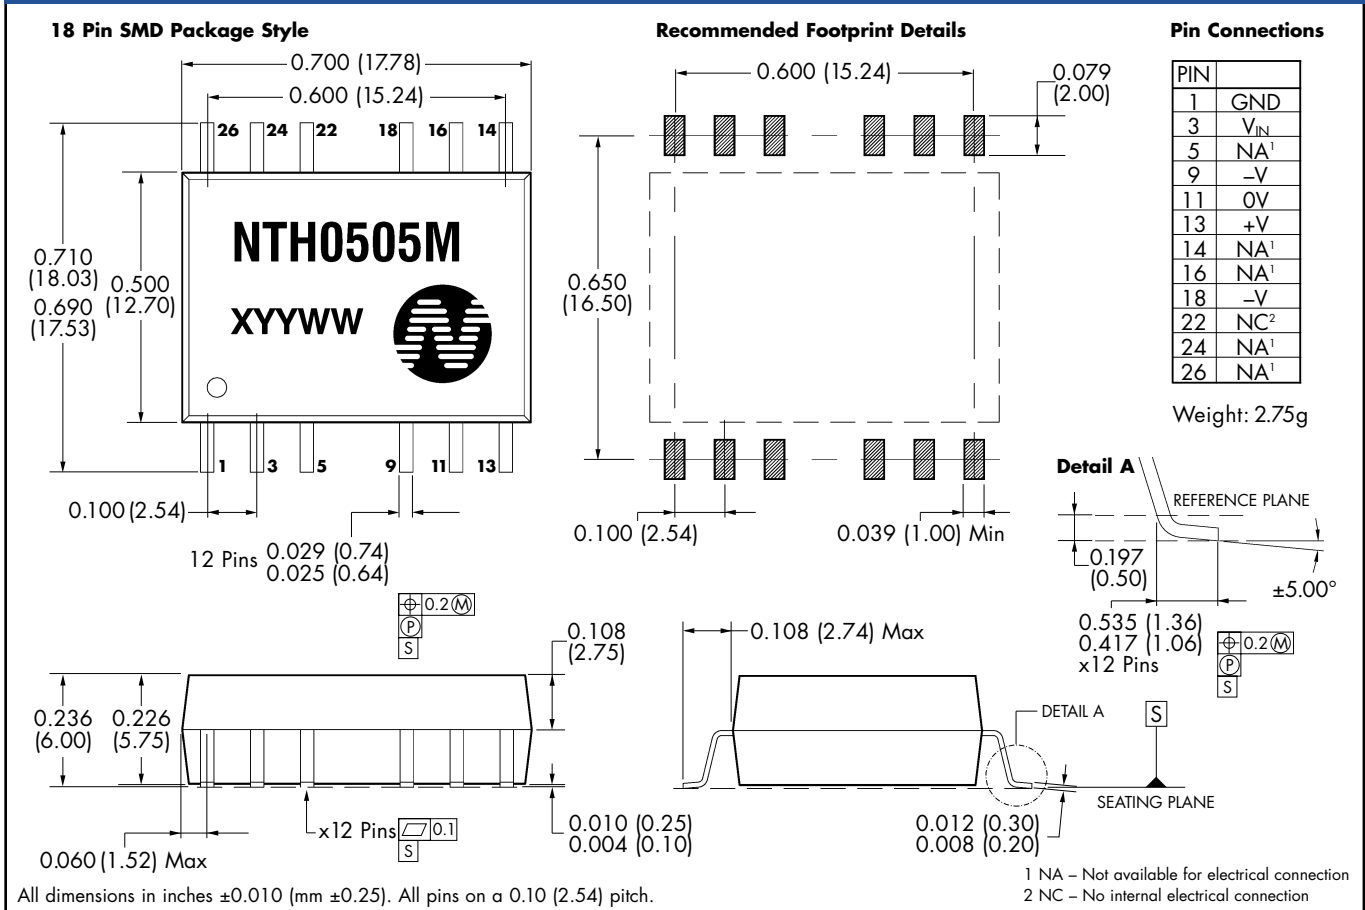 18 Pin SMD Package Style
0.700 (17.78)
0.600 (15.24)
26 24 22 18 16 14
0.710
(18.03)
0.690
(17.53)
0.500
(12.70)
NTH0505M
XYYWW
1 3 5 9 11 13
0.100 (2.54)
12 Pins 0.029 (0.74)
0.025 (0.64)
Recommended Footprint Details
0.600 (15.24)
0.079
(2.00)
0.650
(16.50)
0.100 (2.54)
0.039 (1.00) Min
Pin Connections
PIN
1 GND
3 VIN
5 NA¹
9 –V
11 0V
13 +V
14 NA¹
16 NA¹
18 –V
22 NC²
24 NA¹
26 NA¹
Weight: 2.75g
Detail A
REFERENCE PLANE
0.197
(0.50)
±5.00°
0.535 (1.36)
0.417 (1.06)
x12 Pins
⌖ 0.2 Ⓜ
Ⓟ
S
⌖ 0.2 Ⓜ
Ⓟ
S
0.108
(2.75)
0.236
(6.00)
0.226
(5.75)
0.060 (1.52) Max
x12 Pins ▱ 0.1
S
0.010 (0.25)
0.004 (0.10)
0.108 (2.74) Max
DETAIL A
S
SEATING PLANE
0.012 (0.30)
0.008 (0.20)
All dimensions in inches ±0.010 (mm ±0.25). All pins on a 0.10 (2.54) pitch.
1 NA – Not available for electrical connection
2 NC – No internal electrical connection